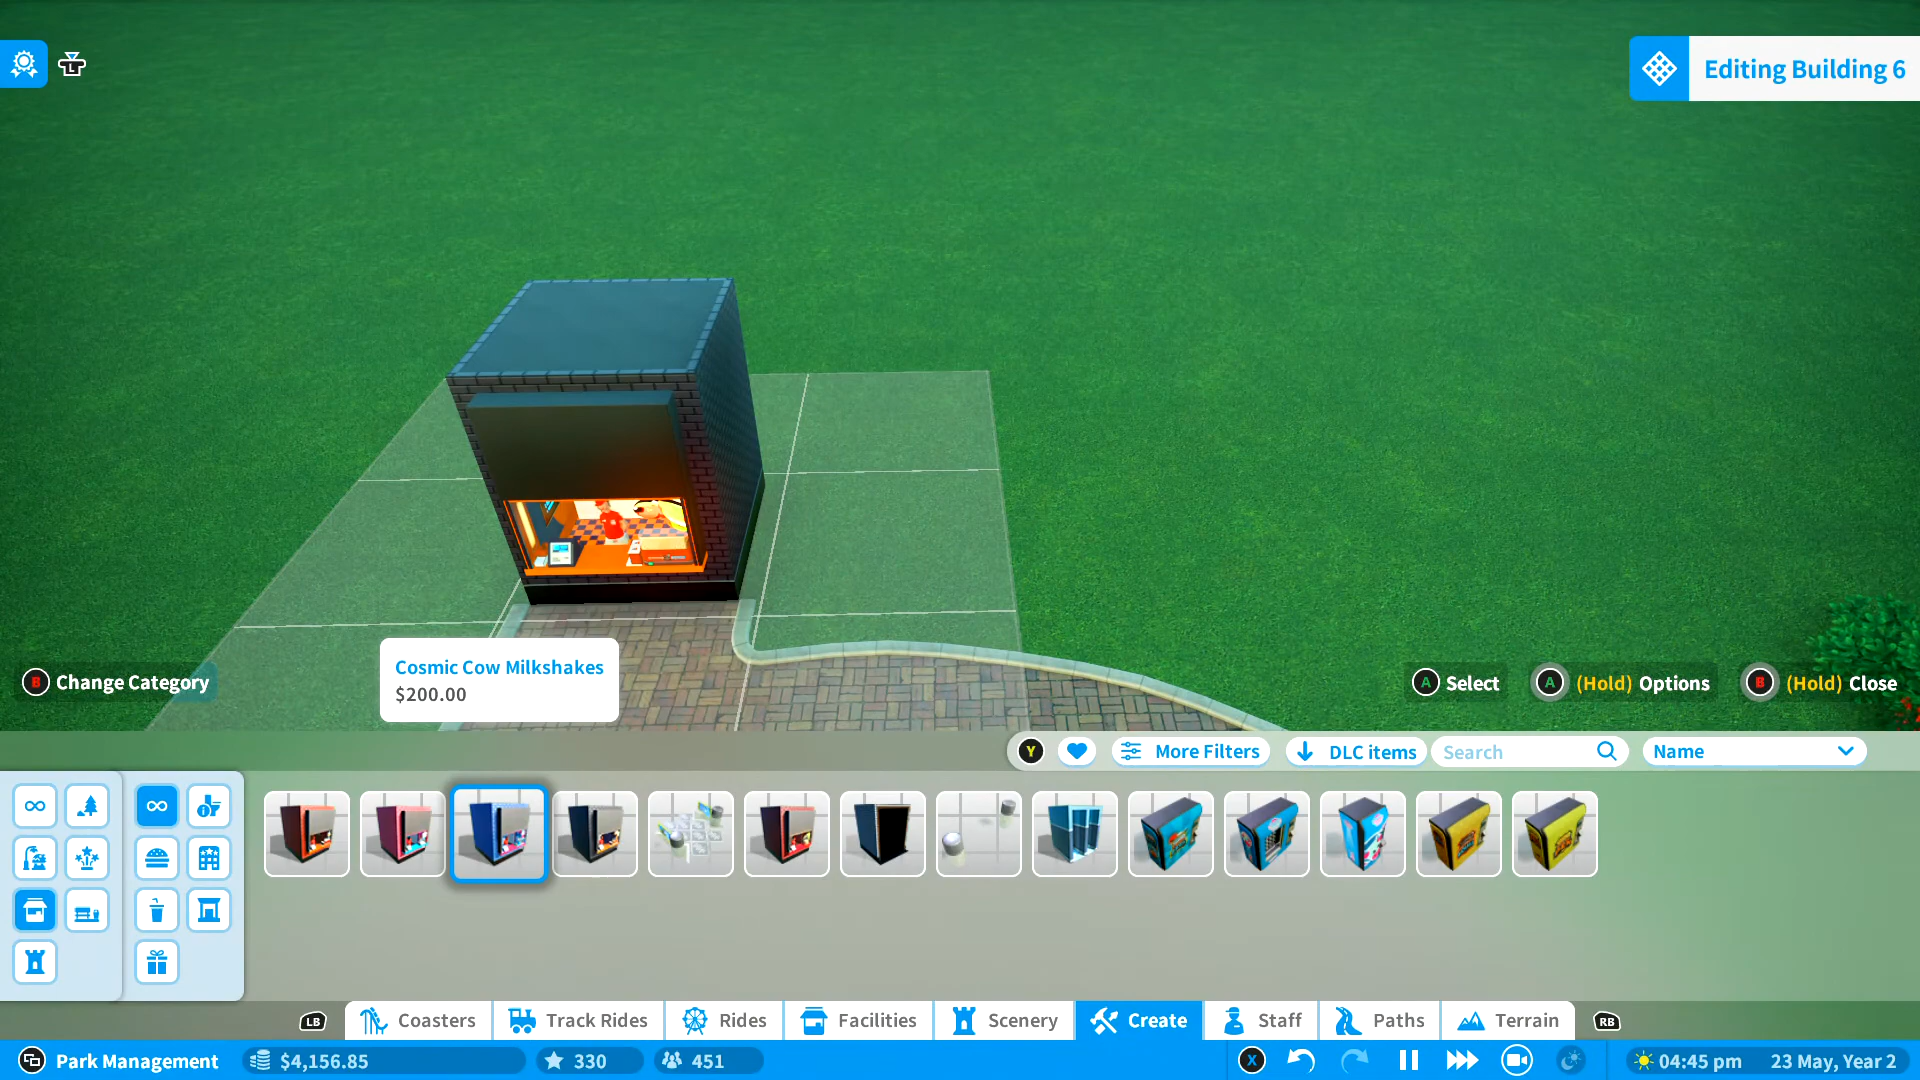 L
Editing Building 6
B Change Category
Cosmic Cow Milkshakes
$200.00
A Select
A (Hold) Options
B (Hold) Close
Y
More Filters
DLC items
Search
Name
LB
Coasters
Track Rides
Rides
Facilities
Scenery
Create
Staff
Paths
Terrain
RB
Park Management
$4,156.85
330
451
X
04:45 pm
23 May, Year 2